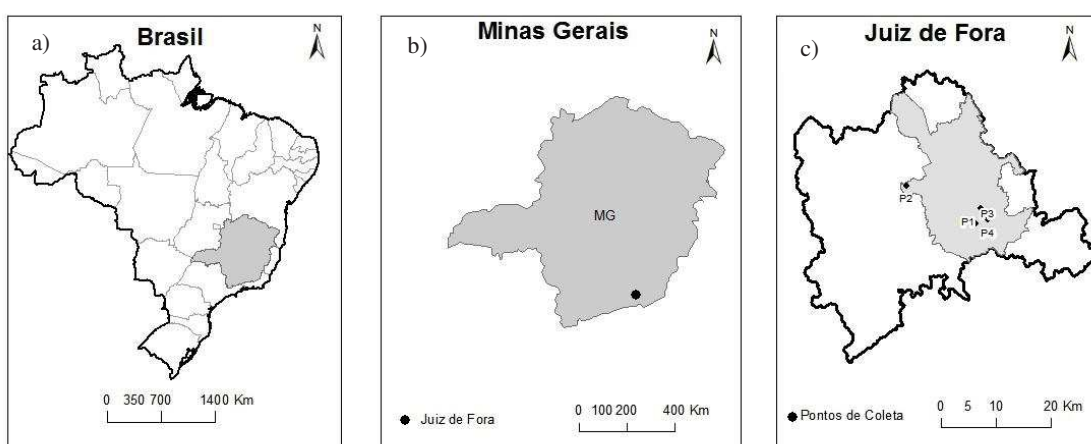 a)
Brasil
N
0 350 700 1400 Km
b)
Minas Gerais
N
MG
Juiz de Fora
0 100 200 400 Km
c)
Juiz de Fora
N
P2
P3
P1
P4
Pontos de Coleta
0 5 10 20 Km